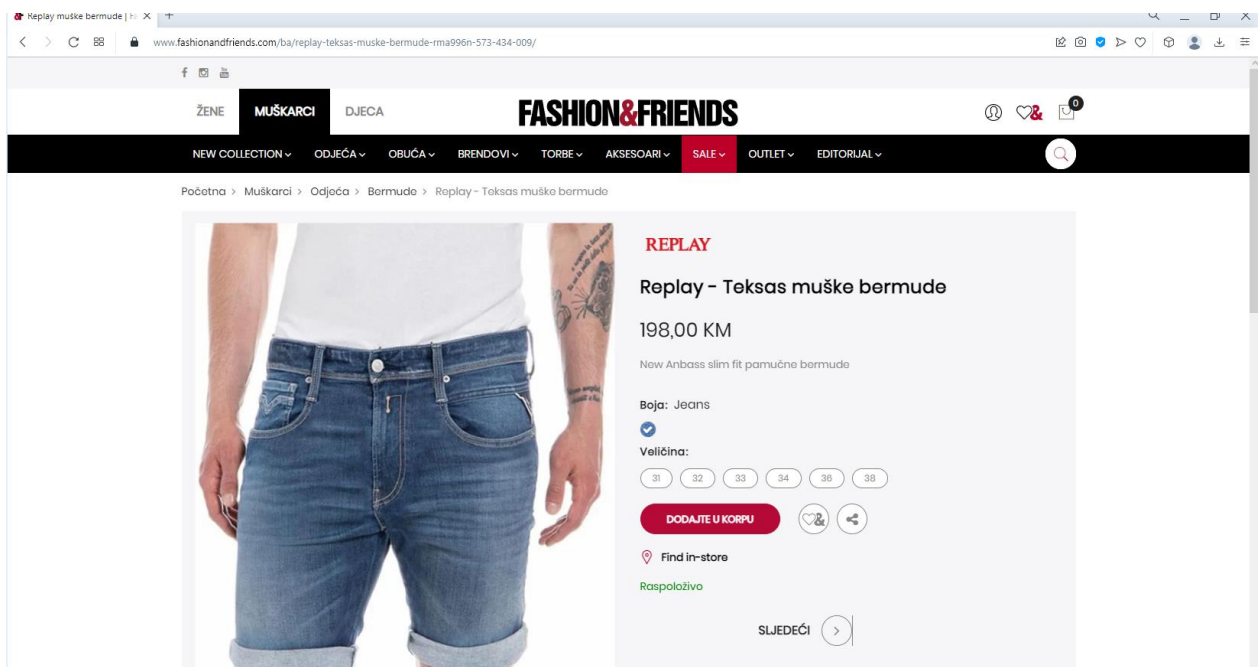 Replay muške bermude | Fa
www.fashionandfriends.com/ba/replay-teksas-muske-bermude-rma996n-573-434-009/
ŽENE MUŠKARCI DJECA FASHION&FRIENDS & 0
NEW COLLECTION ODJEĆA OBUĆA BRENDOVI TORBE AKSESOARI SALE OUTLET EDITORIJAL
Početna > Muškarci > Odjeća > Bermude > Replay - Teksas muške bermude
REPLAY
Replay - Teksas muške bermude
198,00 KM
New Anbass slim fit pamučne bermude
Boja: Jeans
Veličina:
31 32 33 34 36 38
DODAJTE U KORPU &
Find in-store
Raspoloživo
SLJEDEĆI